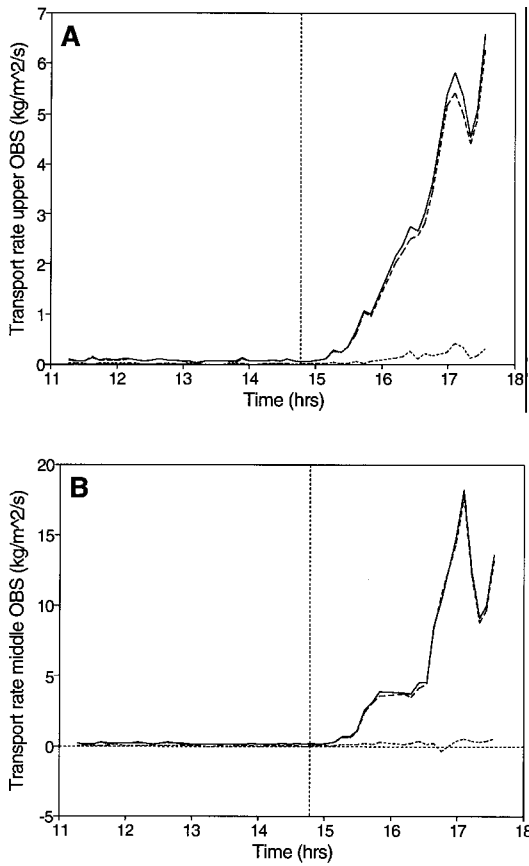 A
Transport rate upper OBS (kg/m^2/s)
7
6
5
4
3
2
1
0
11 12 13 14 15 16 17 18
Time (hrs)
B
Transport rate middle OBS (kg/m^2/s)
20
15
10
5
0
-5
11 12 13 14 15 16 17 18
Time (hrs)